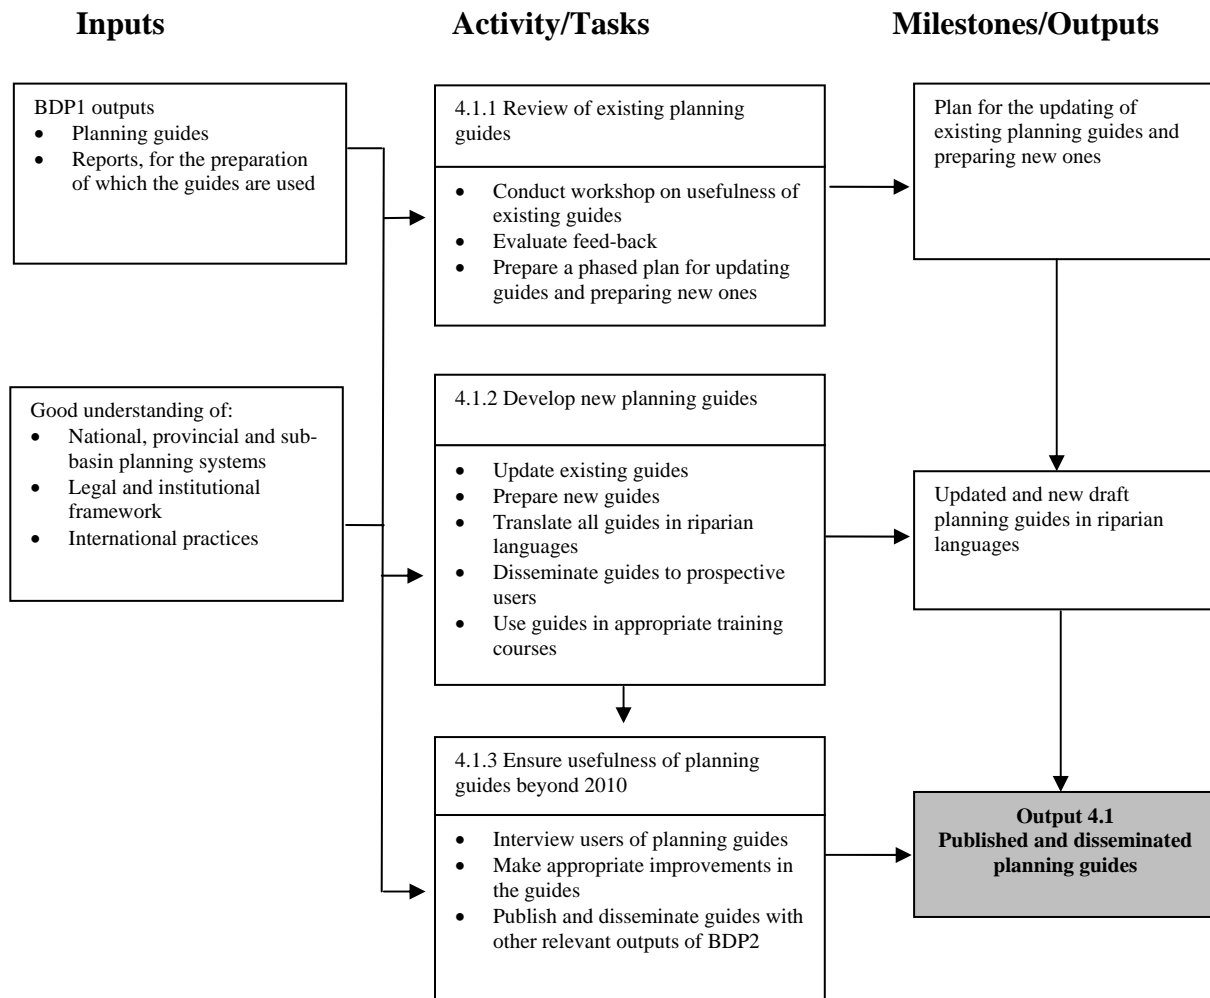 Inputs
Activity/Tasks
Milestones/Outputs
BDP1 outputs
• Planning guides
• Reports, for the preparation
of which the guides are used
4.1.1 Review of existing planning
guides
• Conduct workshop on usefulness of
existing guides
• Evaluate feed-back
• Prepare a phased plan for updating
guides and preparing new ones
Plan for the updating of
existing planning guides and
preparing new ones
Good understanding of:
• National, provincial and sub-
basin planning systems
• Legal and institutional
framework
• International practices
4.1.2 Develop new planning guides
• Update existing guides
• Prepare new guides
• Translate all guides in riparian
languages
• Disseminate guides to prospective
users
• Use guides in appropriate training
courses
Updated and new draft
planning guides in riparian
languages
4.1.3 Ensure usefulness of planning
guides beyond 2010
• Interview users of planning guides
• Make appropriate improvements in
the guides
• Publish and disseminate guides with
other relevant outputs of BDP2
Output 4.1
Published and disseminated
planning guides